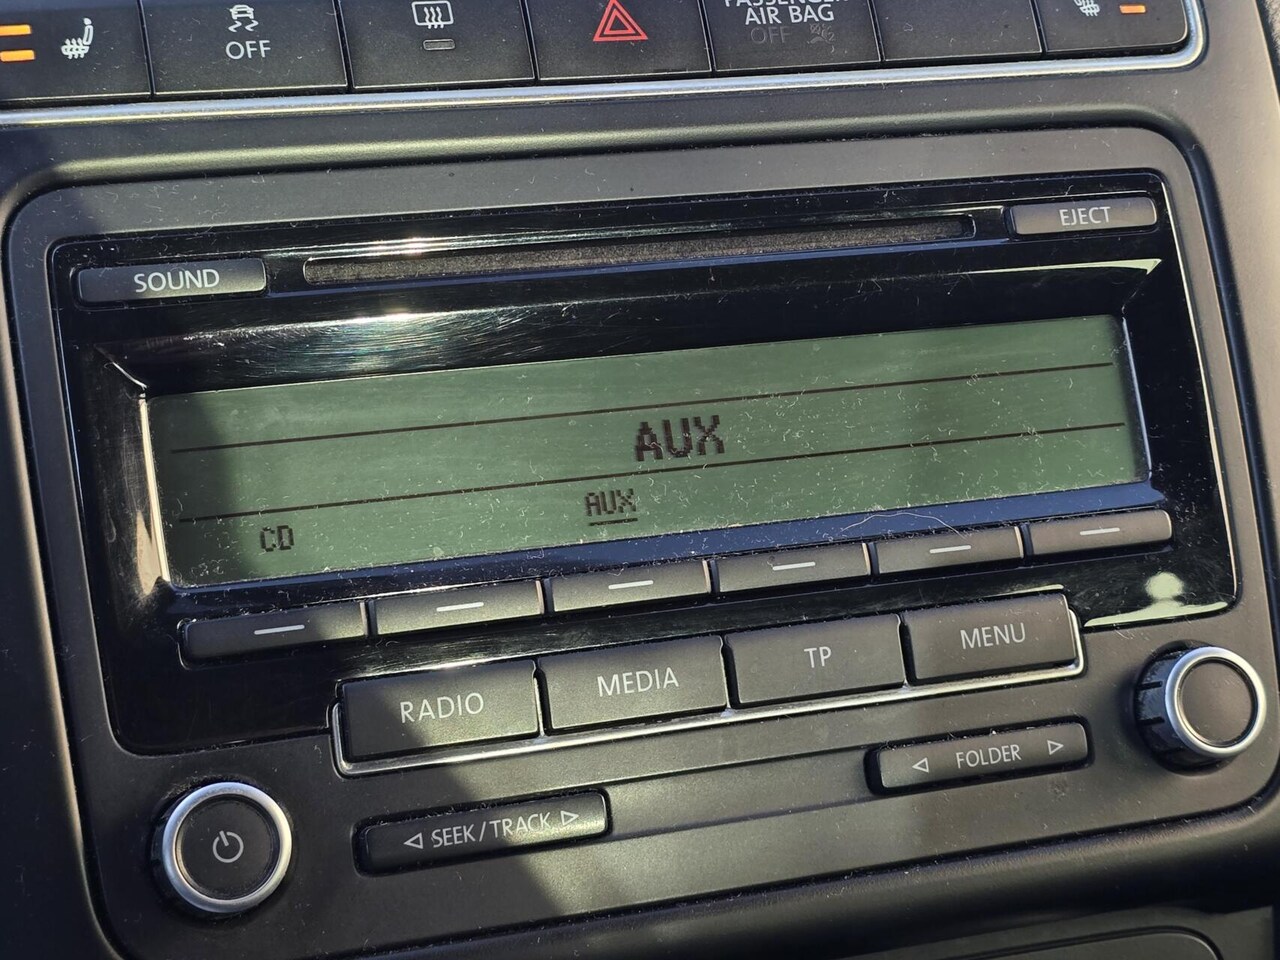 OFF
PASSENGER
AIR BAG
OFF
EJECT
SOUND
AUX
AUX
CD
RADIO
MEDIA
TP
MENU
FOLDER
SEEK/TRACK